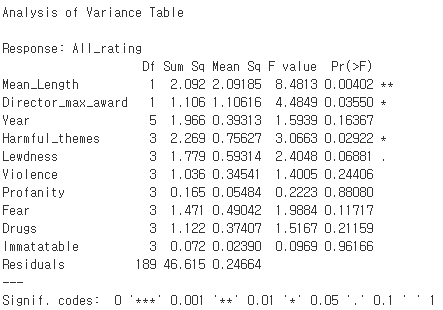 Analysis of Variance Table

Response: All_rating
                    Df Sum Sq Mean Sq F value  Pr(>F)
Mean_Length          1  2.092 2.09185  8.4813 0.00402 **
Director_max_award   1  1.106 1.10616  4.4849 0.03550 *
Year                 5  1.966 0.39313  1.5939 0.16367
Harmful_themes       3  2.269 0.75627  3.0663 0.02922 *
Lewdness             3  1.779 0.59314  2.4048 0.06881 .
Violence             3  1.036 0.34541  1.4005 0.24406
Profanity            3  0.165 0.05484  0.2223 0.88080
Fear                 3  1.471 0.49042  1.9884 0.11717
Drugs                3  1.122 0.37407  1.5167 0.21159
Immatatable          3  0.072 0.02390  0.0969 0.96166
Residuals          189 46.615 0.24664
---
Signif. codes:  0 '***' 0.001 '**' 0.01 '*' 0.05 '.' 0.1 ' ' 1